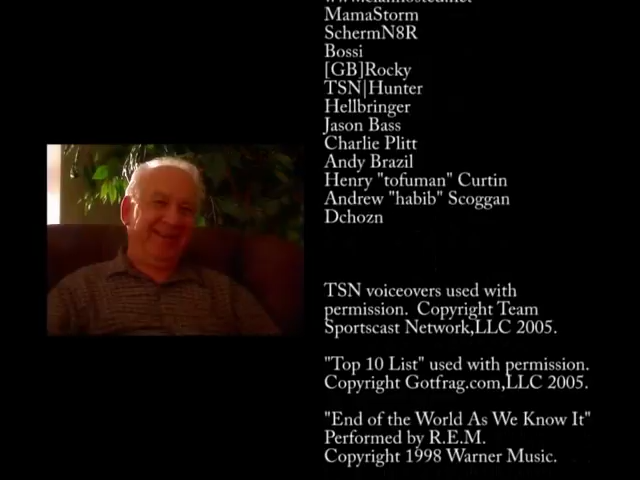 MamaStorm
SchermN8R
Bossi
[GB]Rocky
TSN|Hunter
Hellbringer
Jason Bass
Charlie Plitt
Andy Brazil
Henry "tofuman" Curtin
Andrew "habib" Scoggan
Dchozn
TSN voiceovers used with
permission. Copyright Team
Sportscast Network,LLC 2005.
"Top 10 List" used with permission.
Copyright Gotfrag.com,LLC 2005.
"End of the World As We Know It"
Performed by R.E.M.
Copyright 1998 Warner Music.